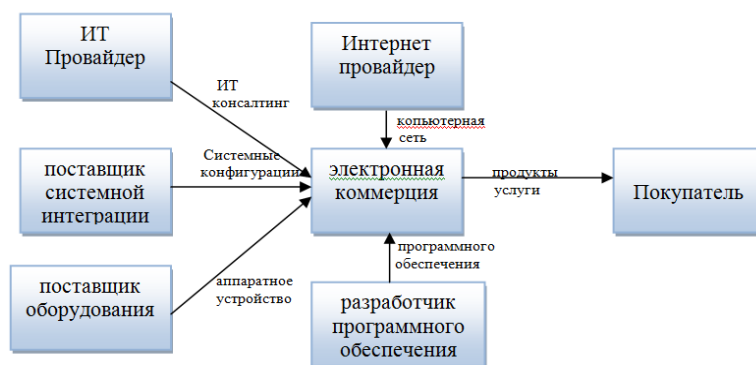 ИТ
Провайдер
Интернет
провайдер
ИТ
консалтинг
копьютерная
сеть
поставщик
системной
интеграции
Системные
конфигурации
электронная
коммерция
продукты
услуги
Покупатель
поставщик
оборудования
аппаратное
устройство
программного
обеспечения
разработчик
программного
обеспечения